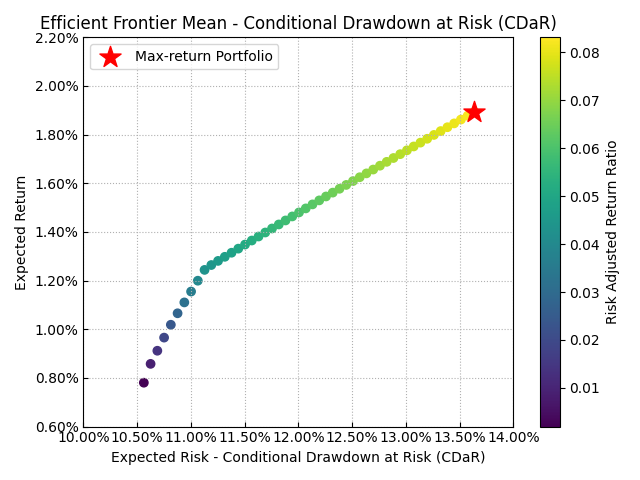 Efficient Frontier Mean - Conditional Drawdown at Risk (CDaR)
Max-return Portfolio
2.20%
2.00%
1.80%
1.60%
1.40%
1.20%
1.00%
0.80%
0.60%
Expected Return
10.00% 10.50% 11.00% 11.50% 12.00% 12.50% 13.00% 13.50% 14.00%
Expected Risk - Conditional Drawdown at Risk (CDaR)
0.08
0.07
0.06
0.05
0.04
0.03
0.02
0.01
Risk Adjusted Return Ratio